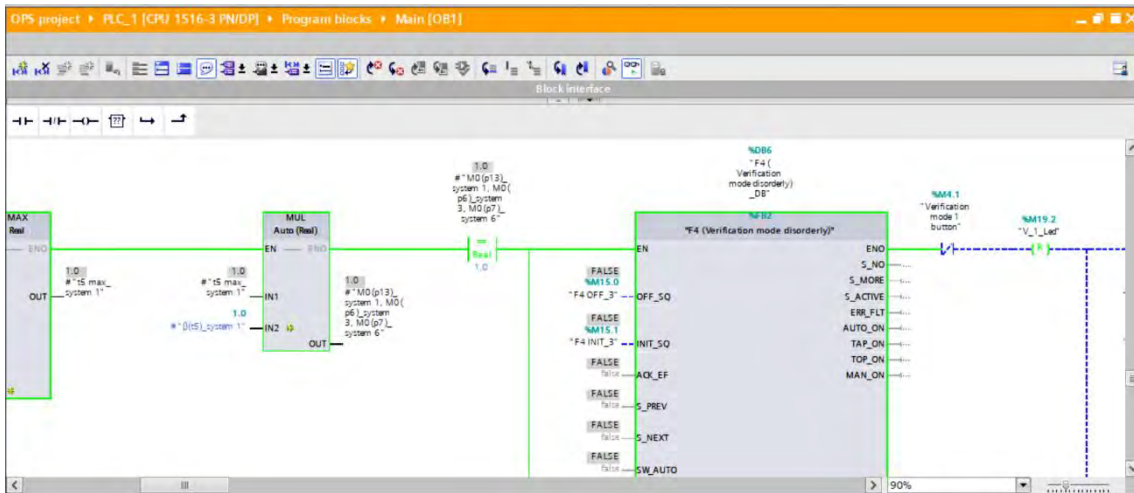 OPS project ▸ PLC_1 [CPU 1516-3 PN/DP] ▸ Program blocks ▸ Main [OB1]
Block interface
MAX
Real
ENO
OUT
1.0
#"t5 max_
system 1"
MUL
Auto (Real)
EN
ENO
1.0
#"t5 max_
system 1"
IN1
1.0
#"β(t5)_system 1"
IN2
OUT
1.0
#"M0(p13)_
system 1, M0(
p6)_system
3, M0(p7)_
system 6"
1.0
#"M0(p13)_
system 1, M0(
p6)_system
3, M0(p7)_
system 6"
==
Real
1.0
%DB6
"F4 (
Verification
mode disorderly)
_DB"
%FB2
"F4 (Verification mode disorderly)"
EN
ENO
FALSE
%M15.0
"F4 OFF_3"
OFF_SQ
FALSE
%M15.1
"F4 INIT_3"
INIT_SQ
FALSE
false
ACK_EF
FALSE
false
S_PREV
FALSE
false
S_NEXT
FALSE
false
SW_AUTO
S_NO
S_MORE
S_ACTIVE
ERR_FLT
AUTO_ON
TAP_ON
TOP_ON
MAN_ON
%M4.1
"Verification
mode 1
button"
%M19.2
"V_1_Led"
R
90%